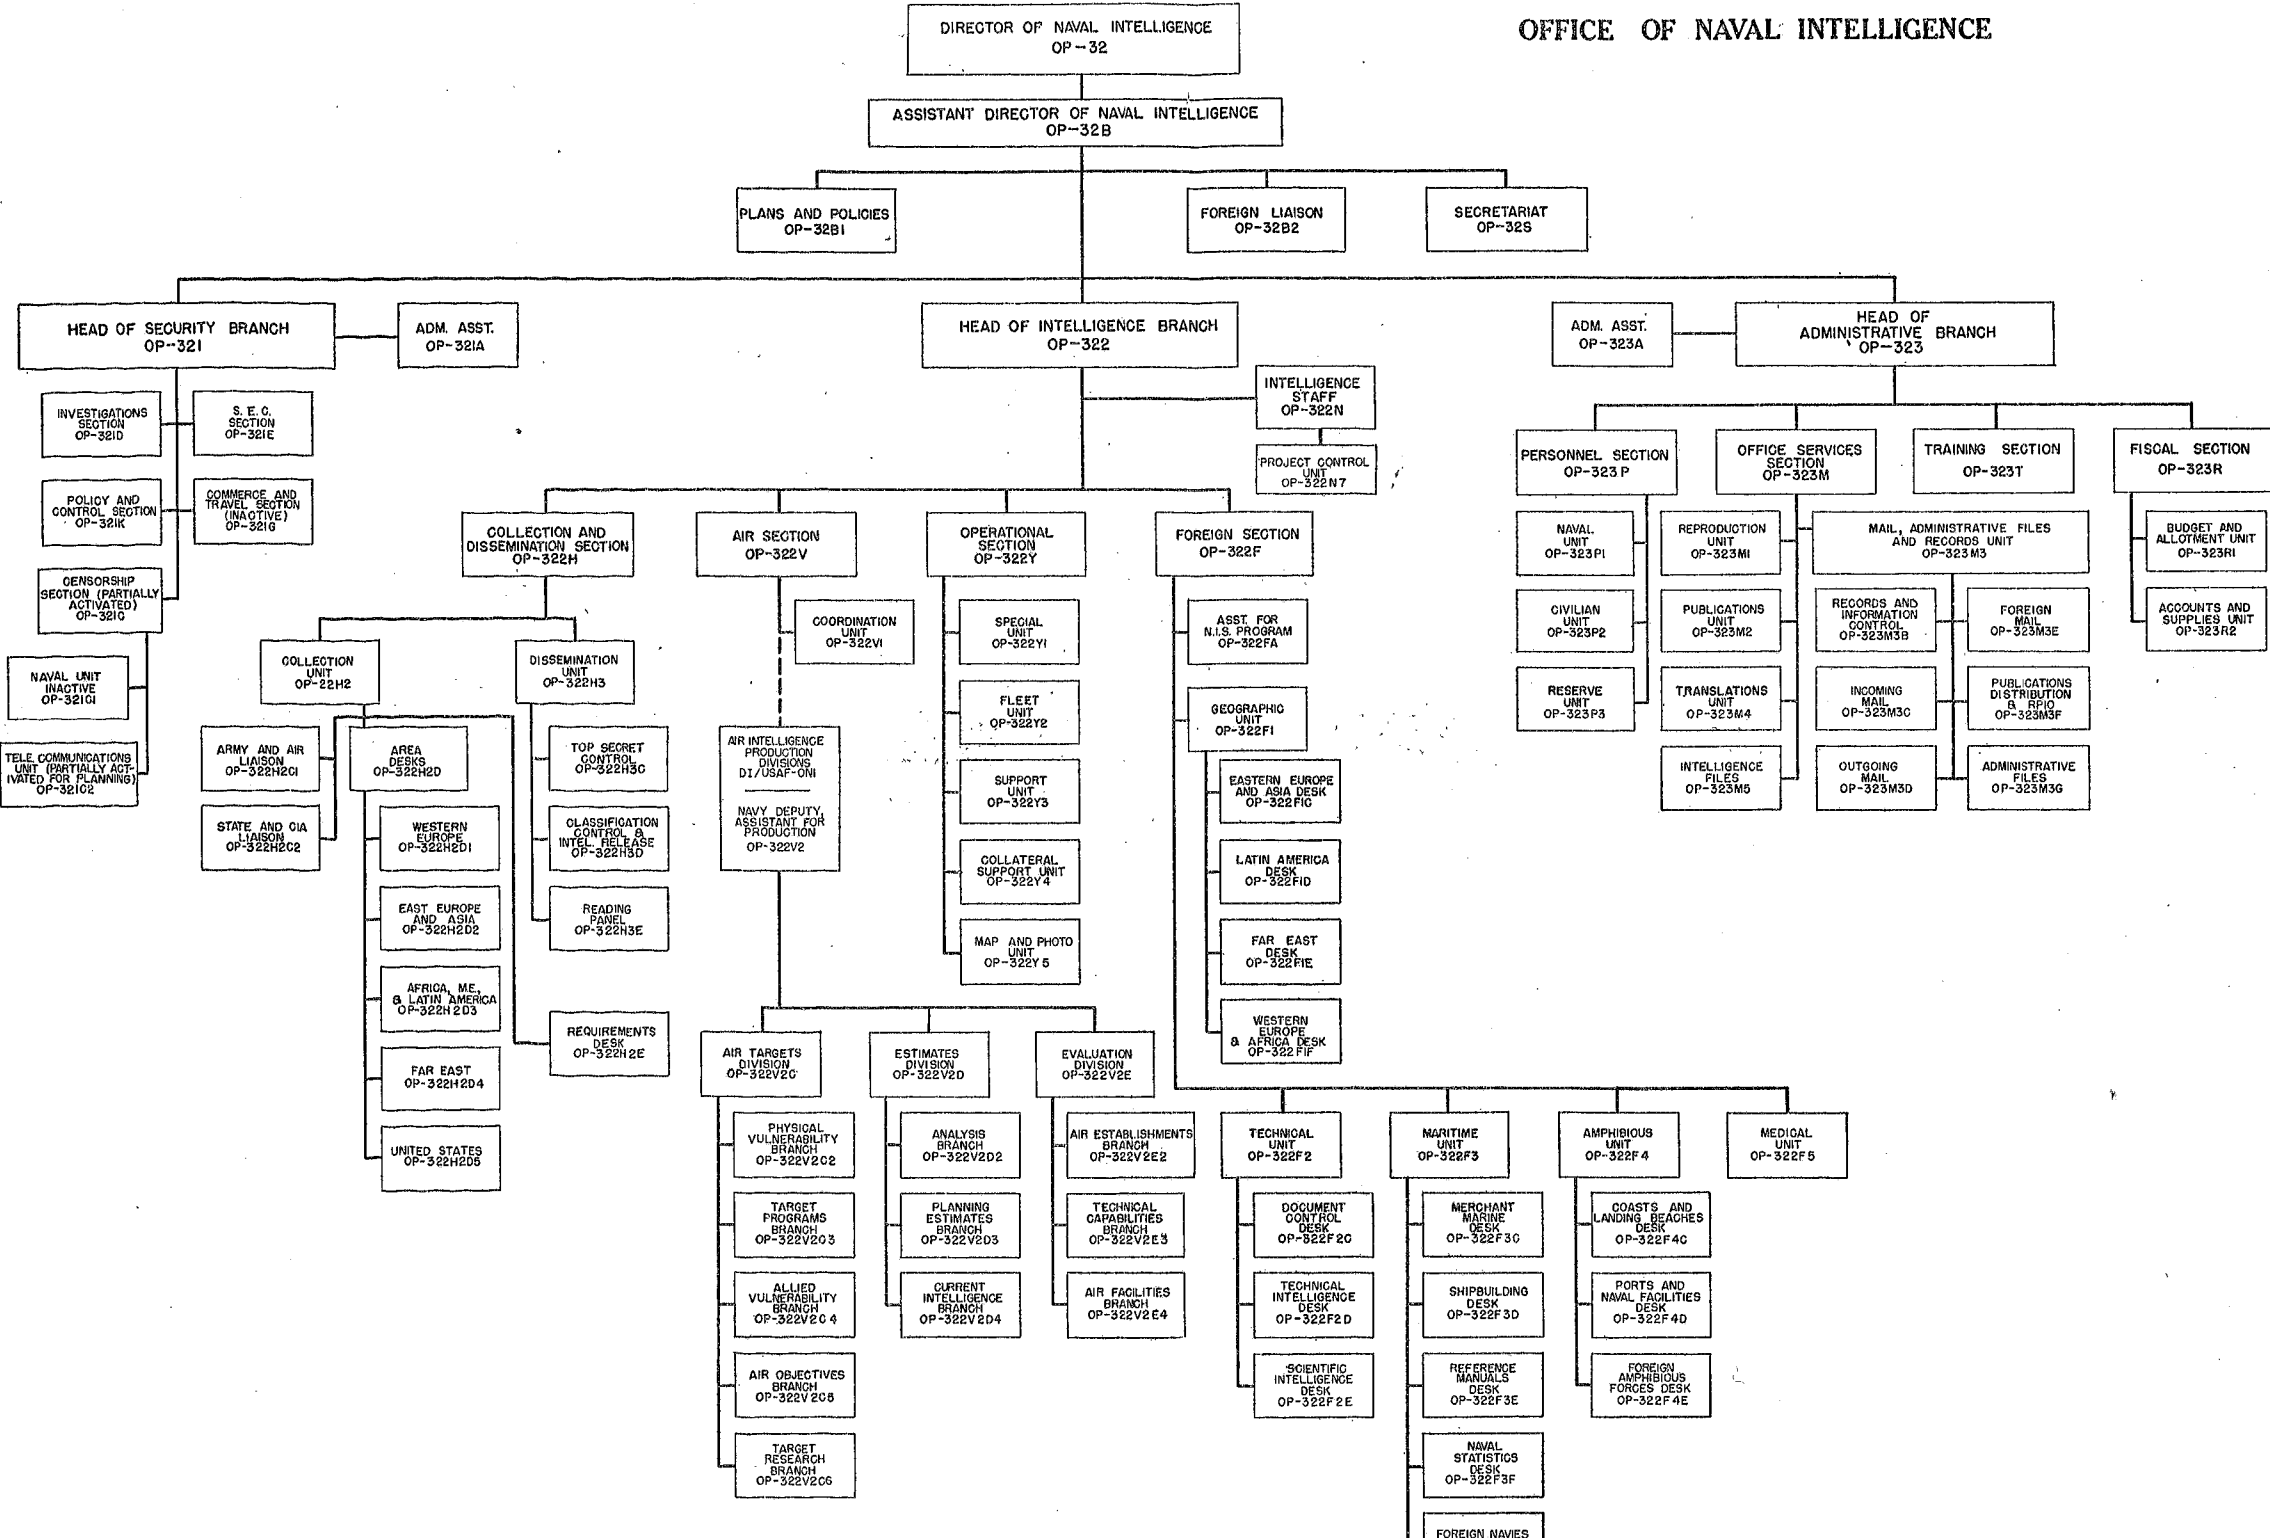 OFFICE OF NAVAL INTELLIGENCE
DIRECTOR OF NAVAL INTELLIGENCE
OP-32
ASSISTANT DIRECTOR OF NAVAL INTELLIGENCE
OP-32B
PLANS AND POLICIES
OP-32B1
FOREIGN LIAISON
OP-32B2
SECRETARIAT
OP-32S
HEAD OF SECURITY BRANCH
OP-321
ADM. ASST.
OP-321A
HEAD OF INTELLIGENCE BRANCH
OP-322
ADM. ASST.
OP-323A
HEAD OF
ADMINISTRATIVE BRANCH
OP-323
INTELLIGENCE
STAFF
OP-322N
PROJECT CONTROL
UNIT
OP-322N7
INVESTIGATIONS
SECTION
OP-321D
S. E. C.
SECTION
OP-321E
POLICY AND
CONTROL SECTION
OP-321K
COMMERCE AND
TRAVEL SECTION
(INACTIVE)
OP-321G
CENSORSHIP
SECTION (PARTIALLY
ACTIVATED)
OP-321C
NAVAL UNIT
INACTIVE
OP-321C1
TELE. COMMUNICATIONS
UNIT (PARTIALLY ACT-
IVATED FOR PLANNING)
OP-321C2
COLLECTION AND
DISSEMINATION SECTION
OP-322H
AIR SECTION
OP-322V
OPERATIONAL
SECTION
OP-322Y
FOREIGN SECTION
OP-322F
COLLECTION
UNIT
OP-22H2
DISSEMINATION
UNIT
OP-322H3
ARMY AND AIR
LIAISON
OP-322H2C1
AREA
DESKS
OP-322H2D
STATE AND CIA
LIAISON
OP-322H2C2
WESTERN
EUROPE
OP-322H2D1
EAST EUROPE
AND ASIA
OP-322H2D2
AFRICA, M.E.,
& LATIN AMERICA
OP-322H2D3
FAR EAST
OP-322H2D4
UNITED STATES
OP-322H2D5
TOP SECRET
CONTROL
OP-322H3C
CLASSIFICATION
CONTROL &
INTEL. RELEASE
OP-322H3D
READING
PANEL
OP-322H3E
REQUIREMENTS
DESK
OP-322H2E
COORDINATION
UNIT
OP-322V1
AIR INTELLIGENCE
PRODUCTION
DIVISIONS
DI/USAF-ONI
NAVY DEPUTY,
ASSISTANT FOR
PRODUCTION
OP-322V2
AIR TARGETS
DIVISION
OP-322V2C
ESTIMATES
DIVISION
OP-322V2D
EVALUATION
DIVISION
OP-322V2E
PHYSICAL
VULNERABILITY
BRANCH
OP-322V2C2
TARGET
PROGRAMS
BRANCH
OP-322V2C3
ALLIED
VULNERABILITY
BRANCH
OP-322V2C4
AIR OBJECTIVES
BRANCH
OP-322V2C5
TARGET
RESEARCH
BRANCH
OP-322V2C6
ANALYSIS
BRANCH
OP-322V2D2
PLANNING
ESTIMATES
BRANCH
OP-322V2D3
CURRENT
INTELLIGENCE
BRANCH
OP-322V2D4
AIR ESTABLISHMENTS
BRANCH
OP-322V2E2
TECHNICAL
CAPABILITIES
BRANCH
OP-322V2E3
AIR FACILITIES
BRANCH
OP-322V2E4
SPECIAL
UNIT
OP-322Y1
FLEET
UNIT
OP-322Y2
SUPPORT
UNIT
OP-322Y3
COLLATERAL
SUPPORT UNIT
OP-322Y4
MAP AND PHOTO
UNIT
OP-322Y5
ASST. FOR
N.I.S. PROGRAM
OP-322FA
GEOGRAPHIC
UNIT
OP-322F1
EASTERN EUROPE
AND ASIA DESK
OP-322F1C
LATIN AMERICA
DESK
OP-322F1D
FAR EAST
DESK
OP-322F1E
WESTERN
EUROPE
& AFRICA DESK
OP-322F1F
TECHNICAL
UNIT
OP-322F2
MARITIME
UNIT
OP-322F3
AMPHIBIOUS
UNIT
OP-322F4
MEDICAL
UNIT
OP-322F5
DOCUMENT
CONTROL
DESK
OP-322F2C
TECHNICAL
INTELLIGENCE
DESK
OP-322F2D
SCIENTIFIC
INTELLIGENCE
DESK
OP-322F2E
MERCHANT
MARINE
DESK
OP-322F3C
SHIPBUILDING
DESK
OP-322F3D
REFERENCE
MANUALS
DESK
OP-322F3E
NAVAL
STATISTICS
DESK
OP-322F3F
FOREIGN NAVIES
COASTS AND
LANDING BEACHES
DESK
OP-322F4C
PORTS AND
NAVAL FACILITIES
DESK
OP-322F4D
FOREIGN
AMPHIBIOUS
FORCES DESK
OP-322F4E
PERSONNEL SECTION
OP-323P
OFFICE SERVICES
SECTION
OP-323M
TRAINING SECTION
OP-323T
FISCAL SECTION
OP-323R
NAVAL
UNIT
OP-323P1
CIVILIAN
UNIT
OP-323P2
RESERVE
UNIT
OP-323P3
REPRODUCTION
UNIT
OP-323M1
PUBLICATIONS
UNIT
OP-323M2
TRANSLATIONS
UNIT
OP-323M4
INTELLIGENCE
FILES
OP-323M5
MAIL, ADMINISTRATIVE FILES
AND RECORDS UNIT
OP-323M3
RECORDS AND
INFORMATION
CONTROL
OP-323M3B
FOREIGN
MAIL
OP-323M3E
INCOMING
MAIL
OP-323M3C
PUBLICATIONS
DISTRIBUTION
& RPIO
OP-323M3F
OUTGOING
MAIL
OP-323M3D
ADMINISTRATIVE
FILES
OP-323M3G
BUDGET AND
ALLOTMENT UNIT
OP-323R1
ACCOUNTS AND
SUPPLIES UNIT
OP-323R2